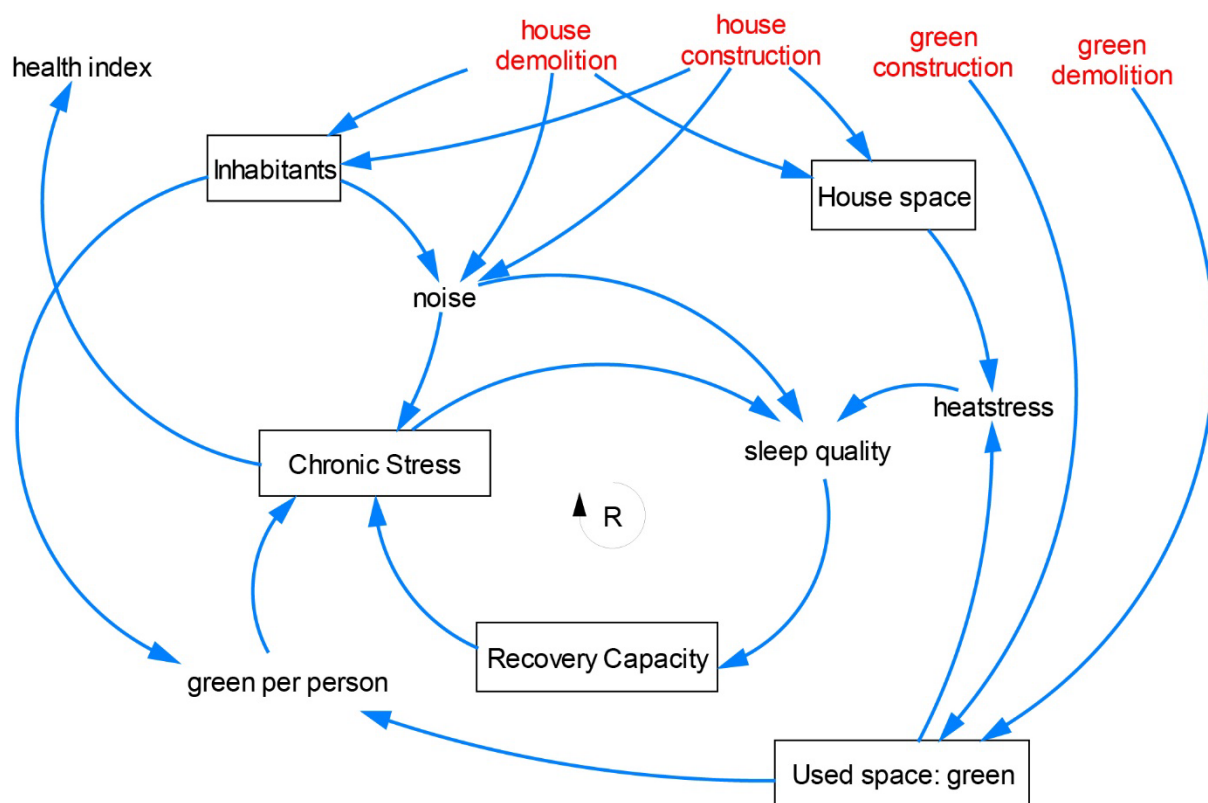 health index
house
demolition
house
construction
green
construction
green
demolition
Inhabitants
House space
noise
heatstress
sleep quality
Chronic Stress
R
Recovery Capacity
green per person
Used space: green